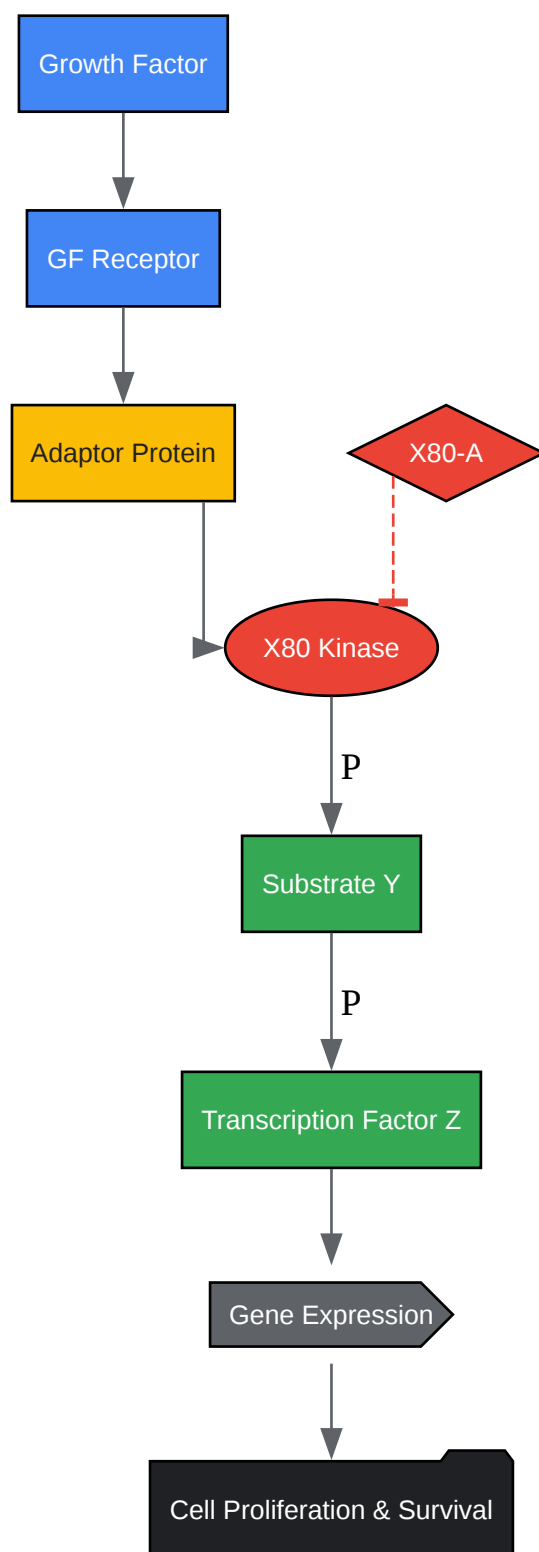 Growth Factor
GF Receptor
Adaptor Protein
X80-A
X80 Kinase
P
Substrate Y
P
Transcription Factor Z
Gene Expression
Cell Proliferation & Survival